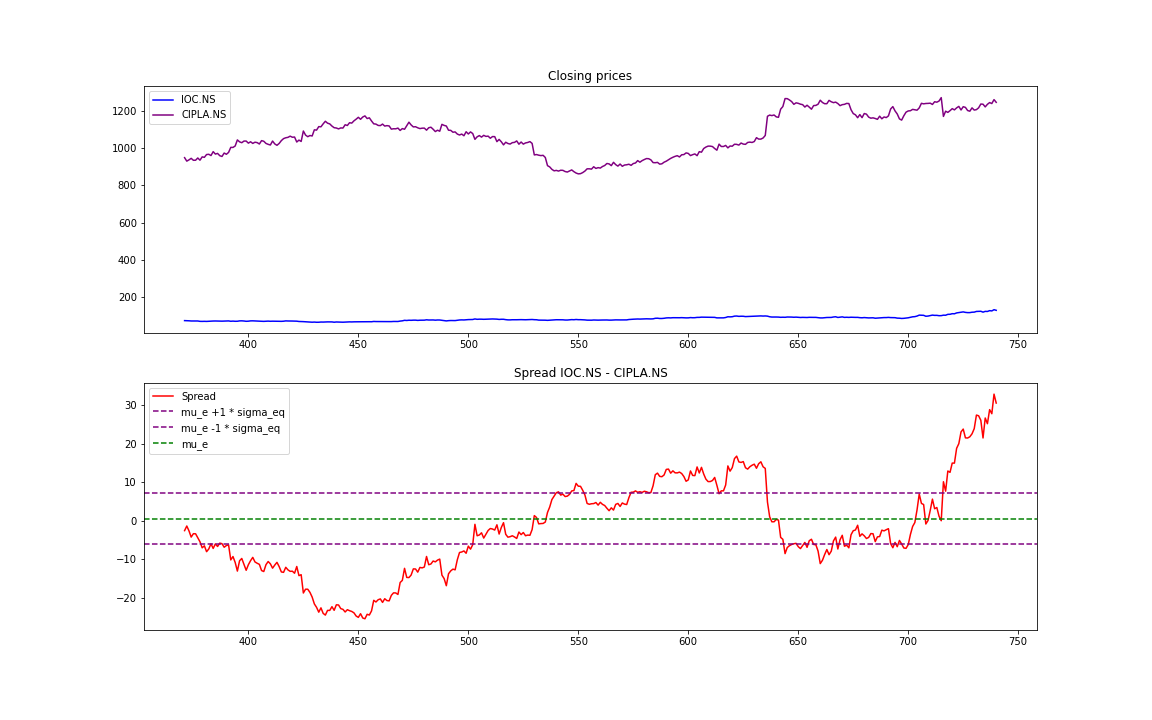 Closing prices
IOC.NS
CIPLA.NS
1200
1000
800
600
400
200
400 450 500 550 600 650 700 750
Spread IOC.NS - CIPLA.NS
Spread
mu_e +1 * sigma_eq
mu_e -1 * sigma_eq
mu_e
30
20
10
0
−10
−20
400 450 500 550 600 650 700 750